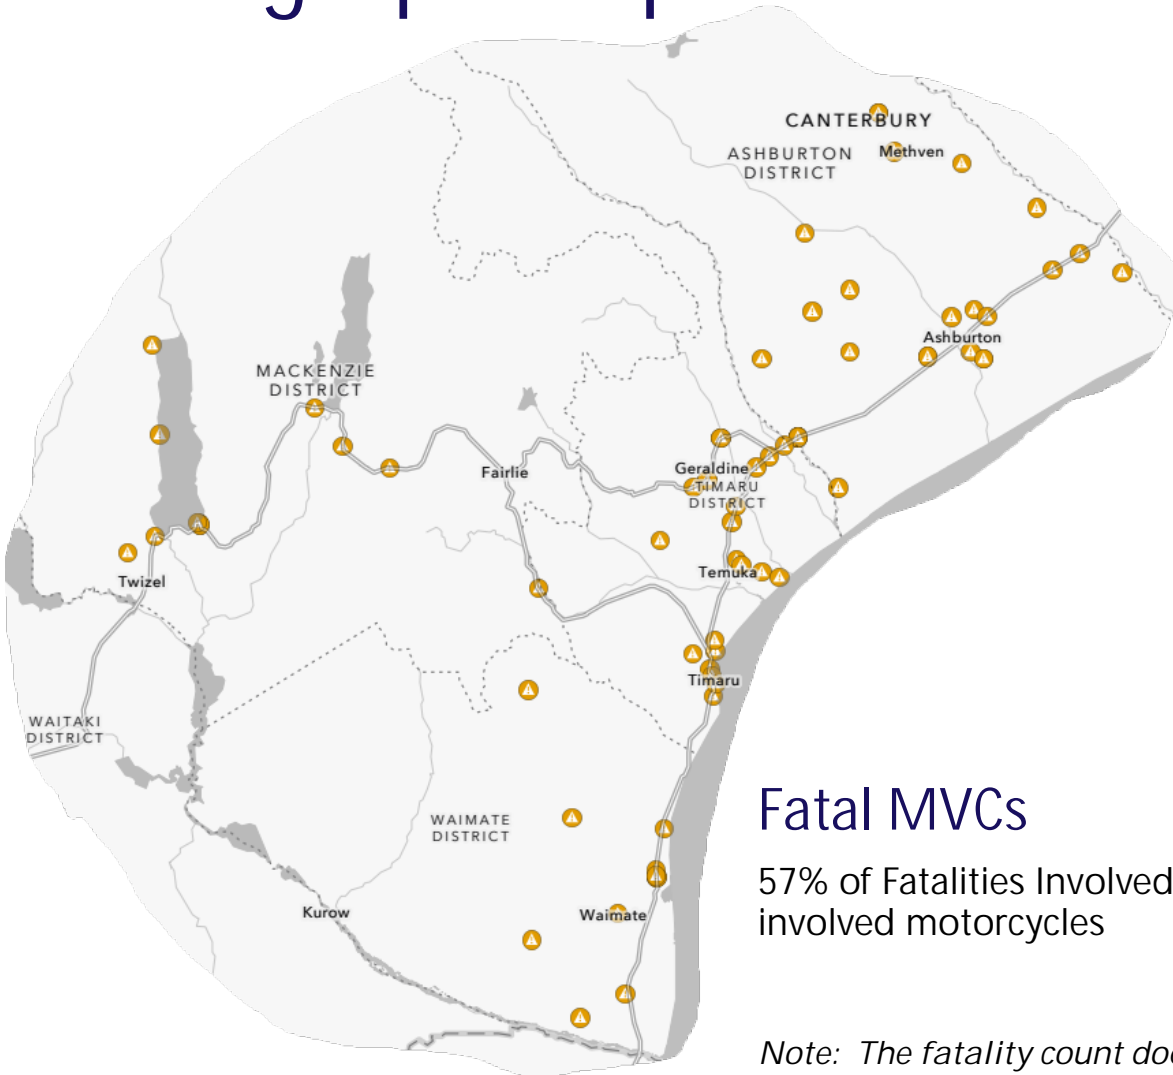 CANTERBURY
ASHBURTON
DISTRICT
Methven
Ashburton
MACKENZIE
DISTRICT
Fairlie
Geraldine
TIMARU
DISTRICT
Twizel
Temuka
Timaru
WAITAKI
DISTRICT
WAIMATE
DISTRICT
Kurow
Waimate
Fatal MVCs
57% of Fatalities Involved
involved motorcycles
Note: The fatality count